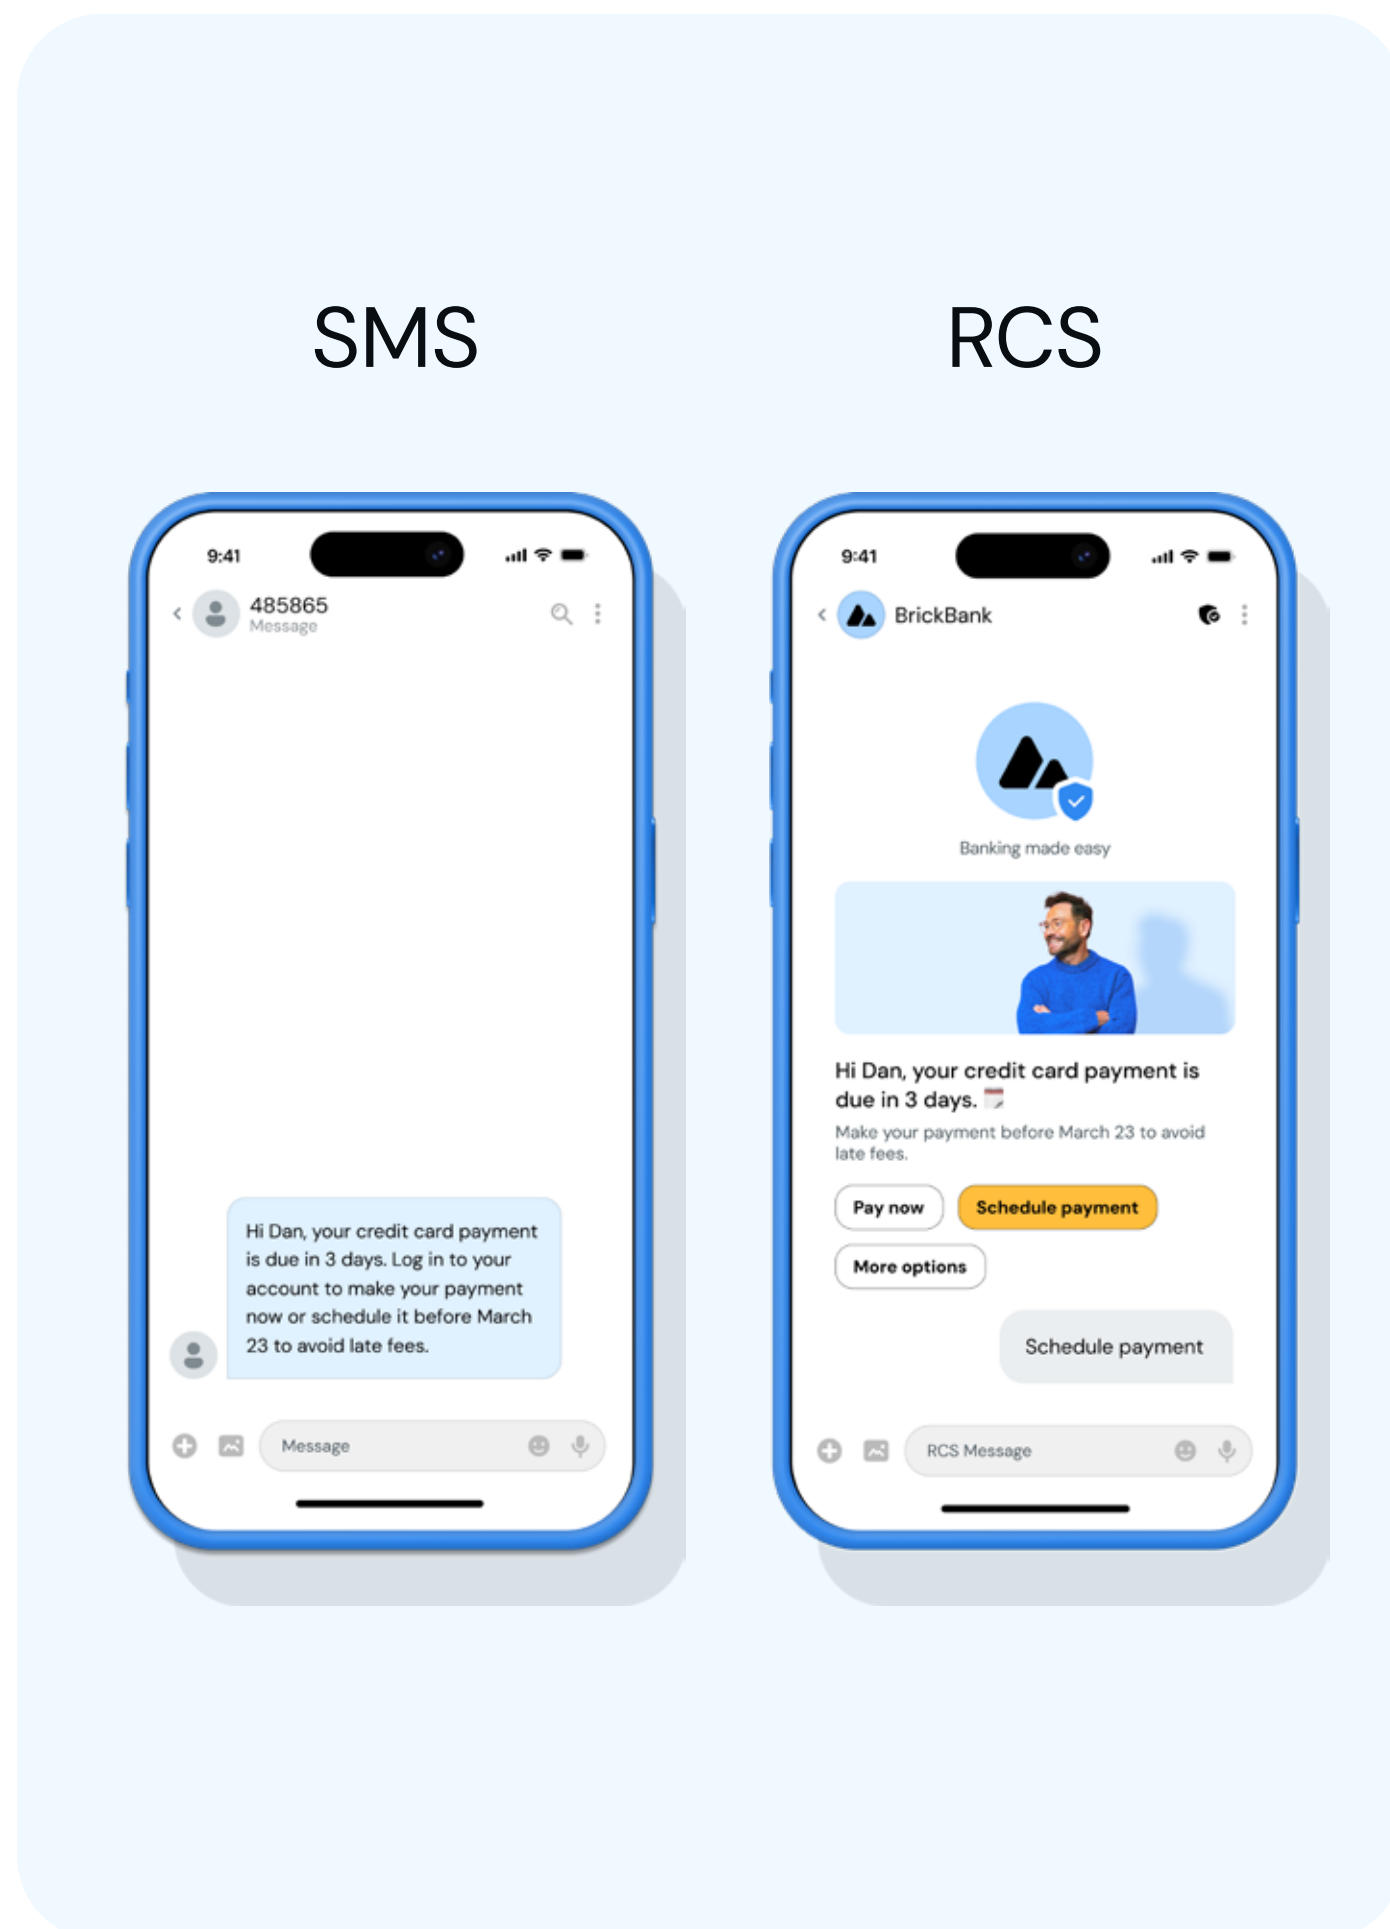 SMS
RCS
9:41
485865
Message
Hi Dan, your credit card payment
is due in 3 days. Log in to your
account to make your payment
now or schedule it before March
23 to avoid late fees.
Message
9:41
BrickBank
Banking made easy
Hi Dan, your credit card payment is
due in 3 days.
Make your payment before March 23 to avoid
late fees.
Pay now
Schedule payment
More options
Schedule payment
RCS Message